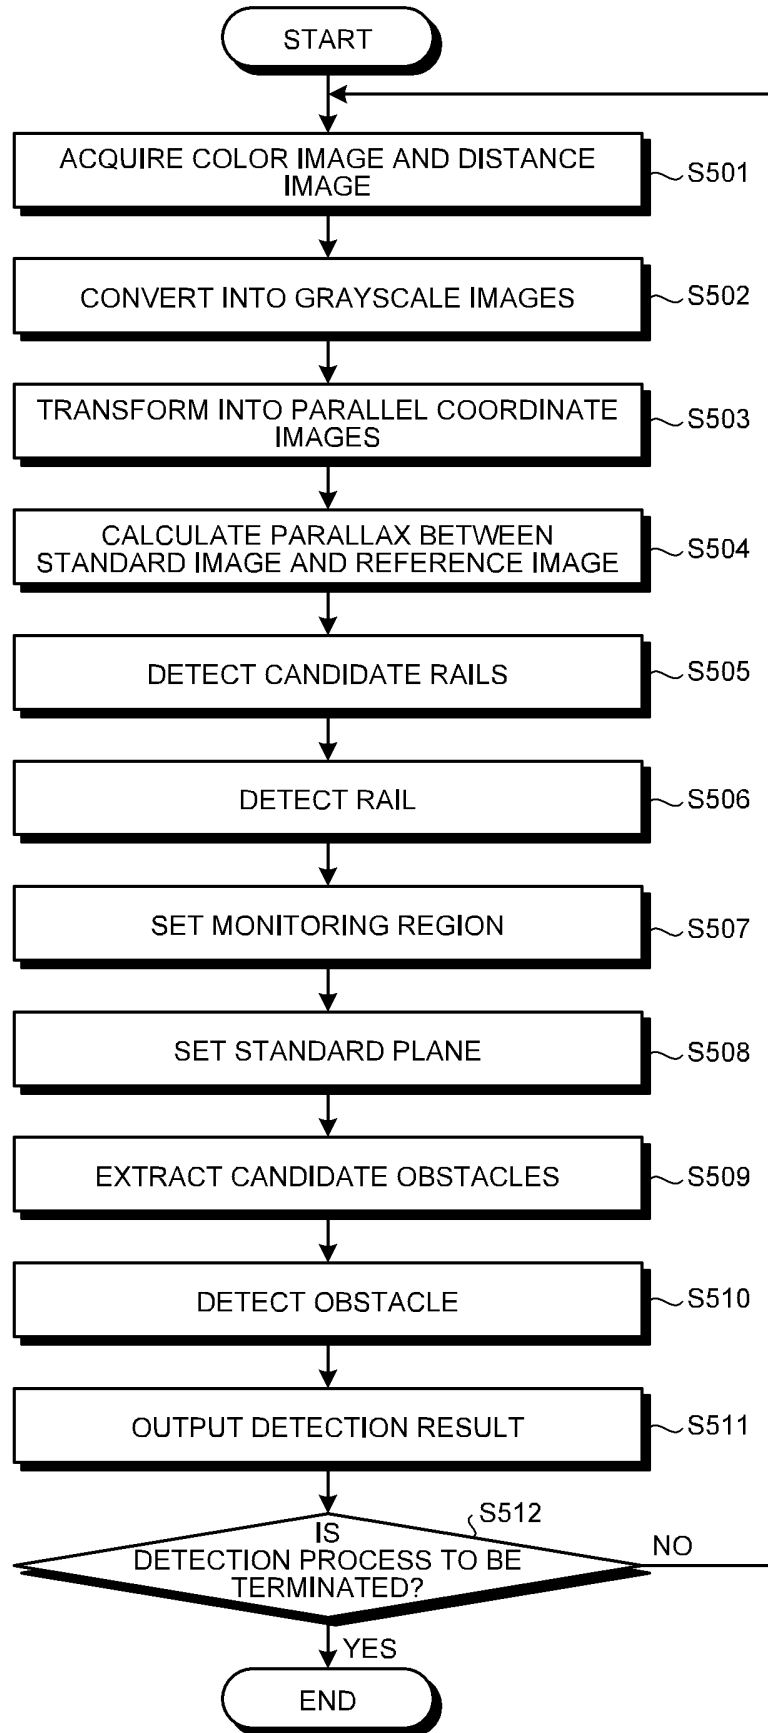 START
ACQUIRE COLOR IMAGE AND DISTANCE
IMAGE
S501
CONVERT INTO GRAYSCALE IMAGES
S502
TRANSFORM INTO PARALLEL COORDINATE
IMAGES
S503
CALCULATE PARALLAX BETWEEN
STANDARD IMAGE AND REFERENCE IMAGE
S504
DETECT CANDIDATE RAILS
S505
DETECT RAIL
S506
SET MONITORING REGION
S507
SET STANDARD PLANE
S508
EXTRACT CANDIDATE OBSTACLES
S509
DETECT OBSTACLE
S510
OUTPUT DETECTION RESULT
S511
S512
IS
DETECTION PROCESS TO BE
TERMINATED?
NO
YES
END